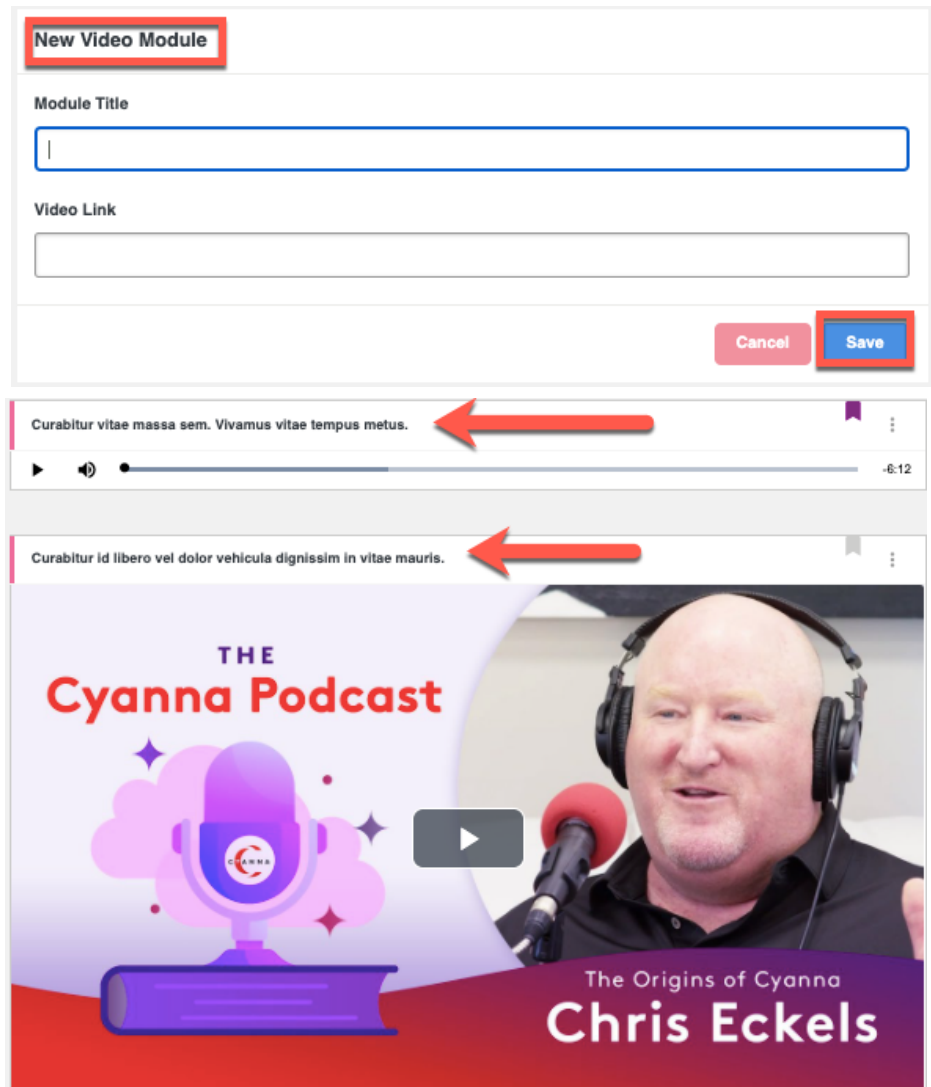 New Video Module
Module Title
Video Link
Cancel
Save
Curabitur vitae massa sem. Vivamus vitae tempus metus.
-6:12
Curabitur id libero vel dolor vehicula dignissim in vitae mauris.
THE
Cyanna Podcast
CYANNA
The Origins of Cyanna
Chris Eckels